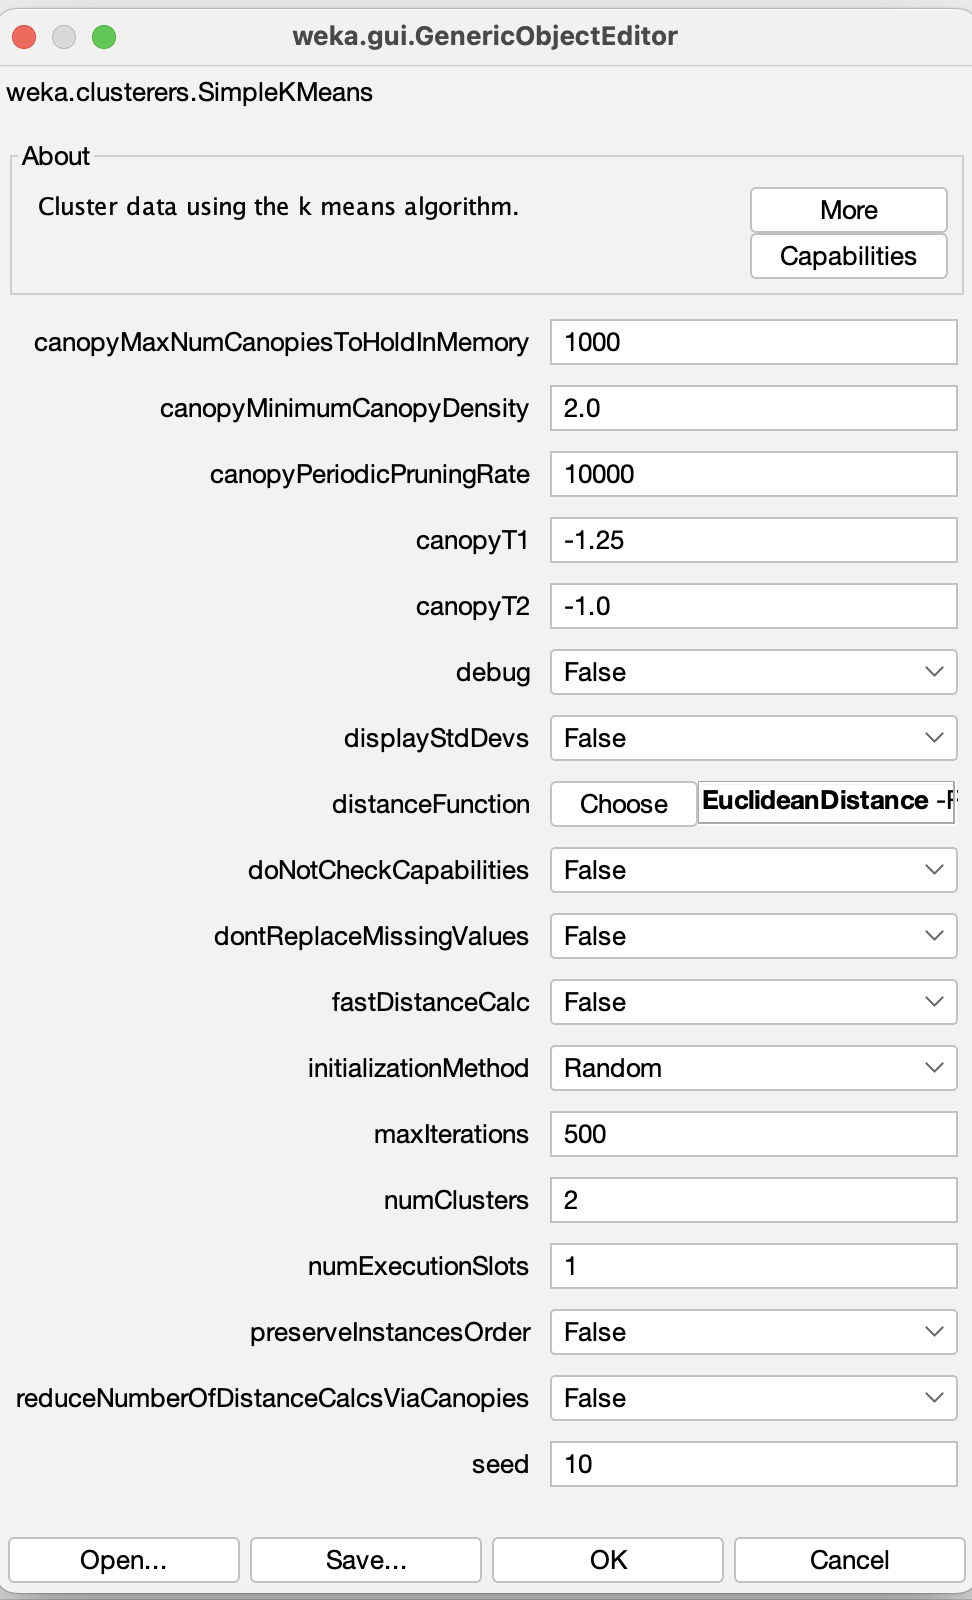 weka.gui.GenericObjectEditor
weka.clusterers.SimpleKMeans
About
Cluster data using the k means algorithm.
More
Capabilities
canopyMaxNumCanopiesToHoldInMemory 1000
canopyMinimumCanopyDensity 2.0
canopyPeriodicPruningRate 10000
canopyT1 -1.25
canopyT2 -1.0
debug False
displayStdDevs False
distanceFunction Choose EuclideanDistance
doNotCheckCapabilities False
dontReplaceMissingValues False
fastDistanceCalc False
initializationMethod Random
maxIterations 500
numClusters 2
numExecutionSlots 1
preserveInstancesOrder False
reduceNumberOfDistanceCalcsViaCanopies False
seed 10
Open... Save... OK Cancel